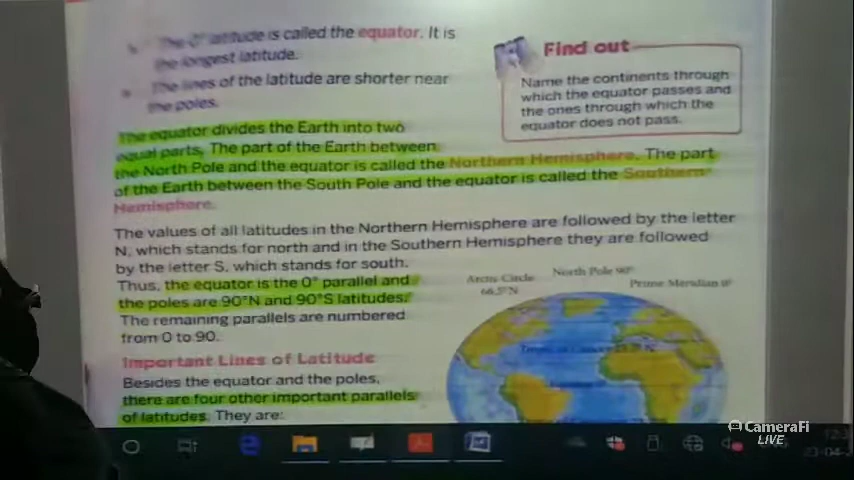 The 0° latitude is called the equator. It is
the longest latitude.
The lines of the latitude are shorter near
the poles.
Find out
Name the continents through
which the equator passes and
the ones through which the
equator does not pass.
The equator divides the Earth into two
equal parts. The part of the Earth between
the North Pole and the equator is called the Northern Hemisphere. The part
of the Earth between the South Pole and the equator is called the Southern
Hemisphere.
The values of all latitudes in the Northern Hemisphere are followed by the letter
N, which stands for north and in the Southern Hemisphere they are followed
by the letter S, which stands for south.
Thus, the equator is the 0° parallel and
the poles are 90°N and 90°S latitudes.
The remaining parallels are numbered
from 0 to 90.
Important Lines of Latitude
Besides the equator and the poles,
there are four other important parallels
of latitudes. They are:
Arctic Circle
66.5°N
North Pole 90°
Prime Meridian 0°
CameraFi
LIVE